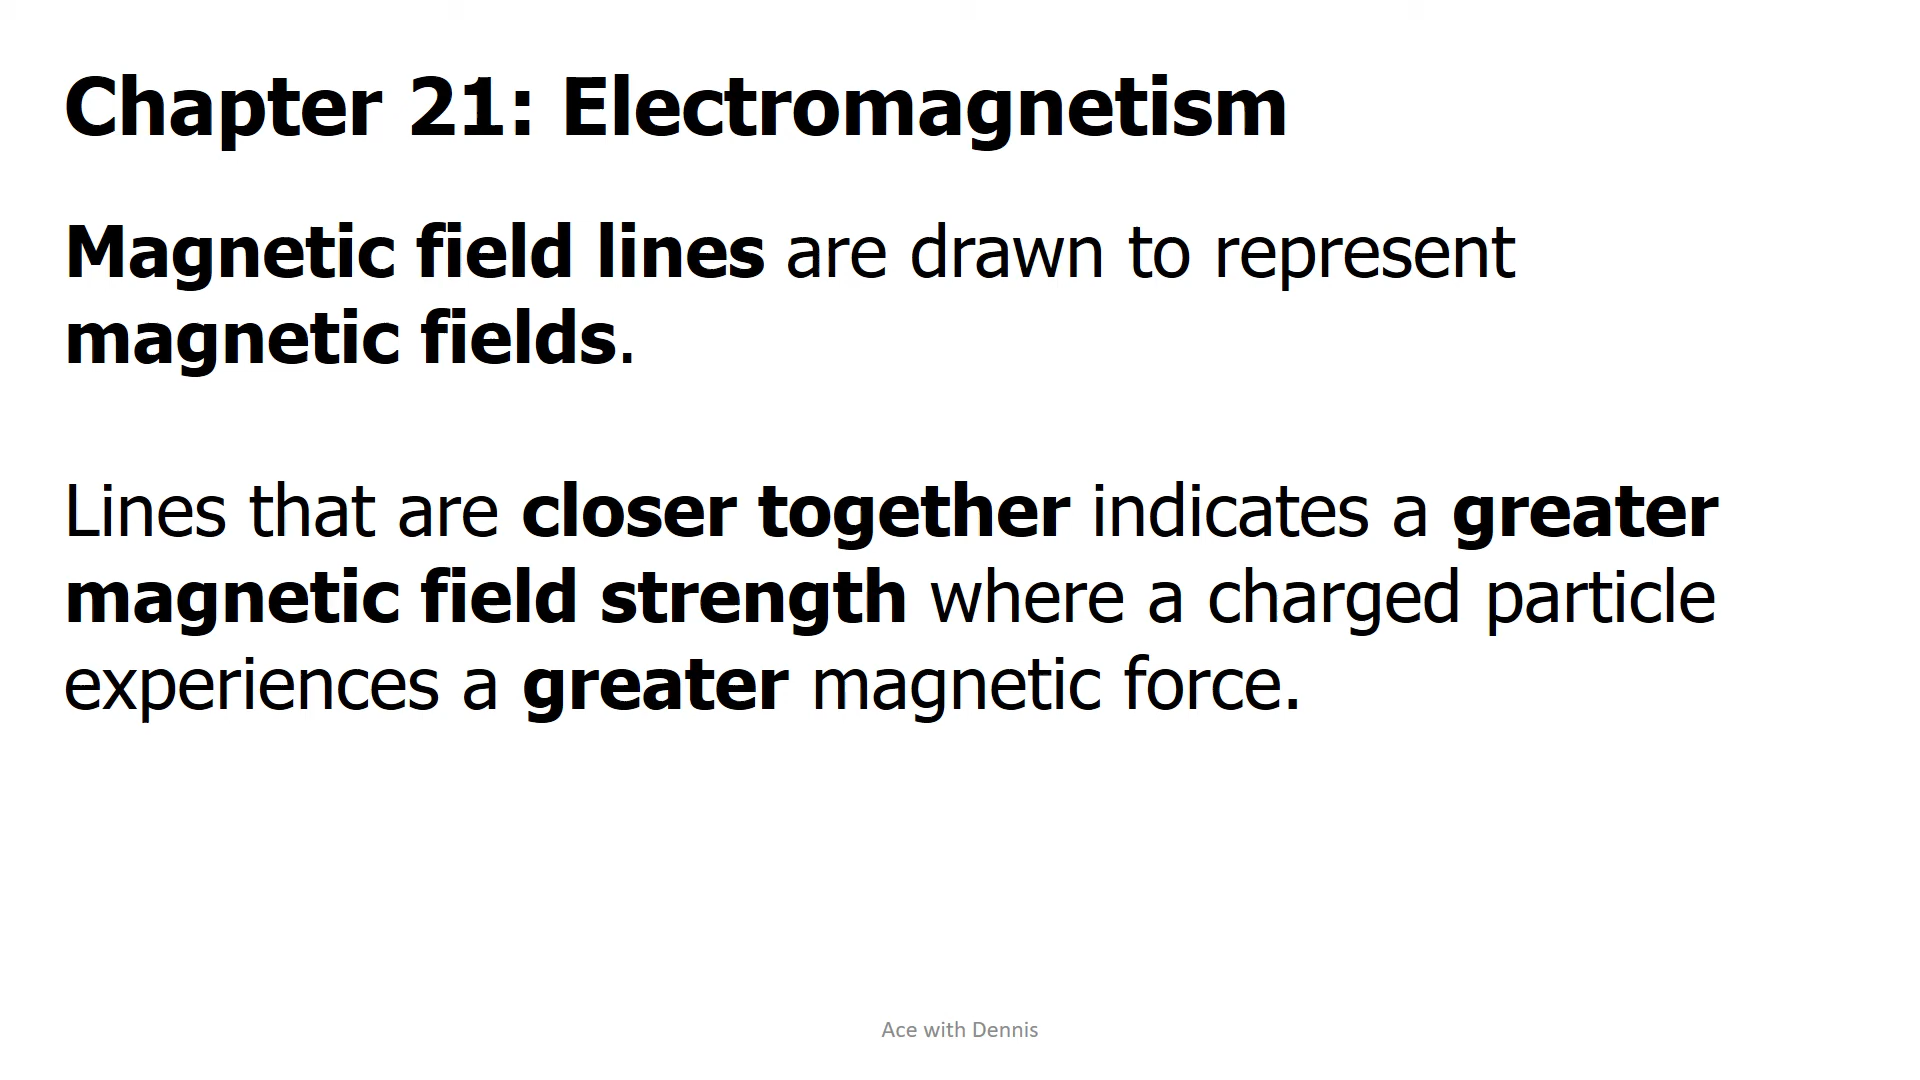 Chapter 21: Electromagnetism
Magnetic field lines are drawn to represent
magnetic fields.
Lines that are closer together indicates a greater
magnetic field strength where a charged particle
experiences a greater magnetic force.
Ace with Dennis